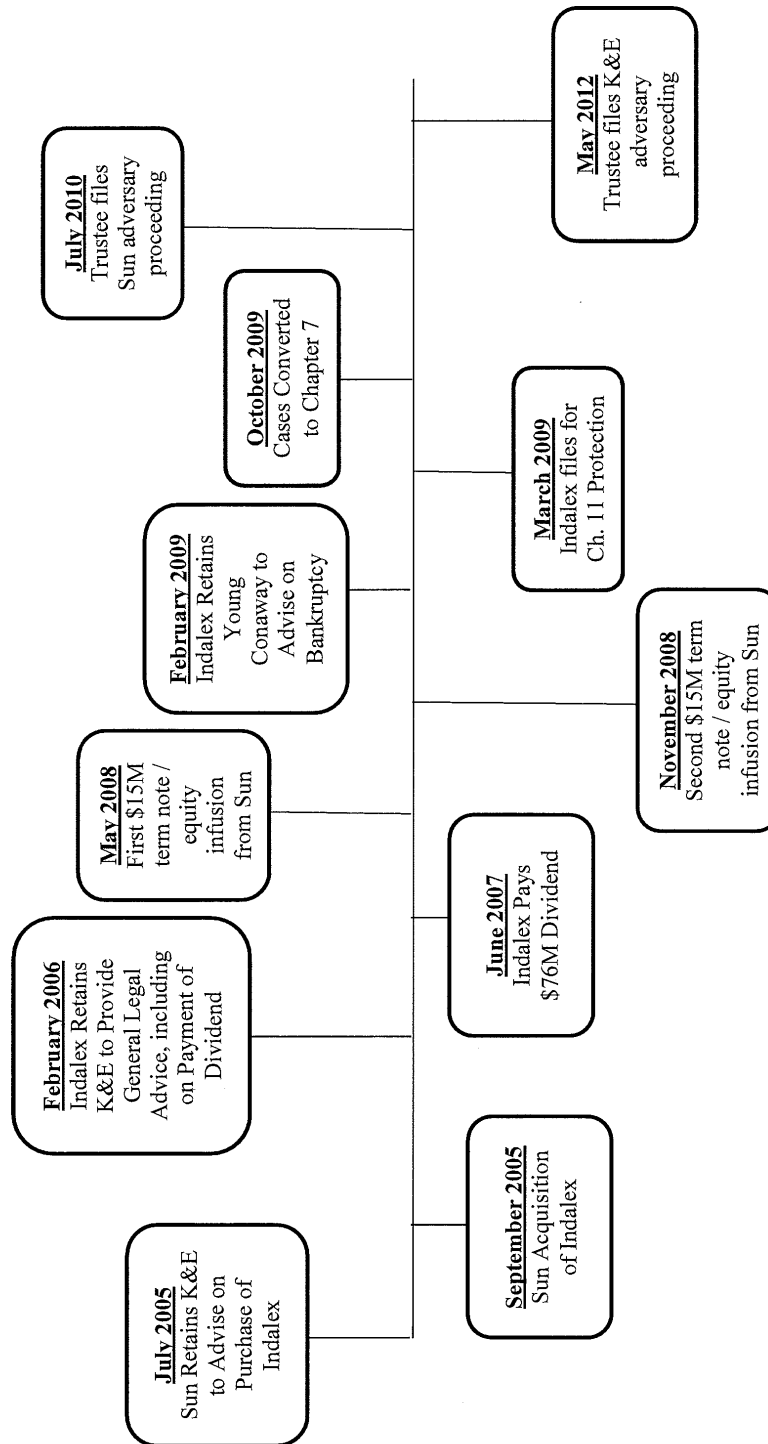 July 2005
Sun Retains K&E
to Advise on
Purchase of
Indalex
September 2005
Sun Acquisition
of Indalex
February 2006
Indalex Retains
K&E to Provide
General Legal
Advice, including
on Payment of
Dividend
June 2007
Indalex Pays
$76M Dividend
May 2008
First $15M
term note /
equity
infusion
from Sun
November 2008
Second $15M term
note / equity
infusion from Sun
February 2009
Indalex Retains
Young
Conaway to
Advise on
Bankruptcy
March 2009
Indalex files for
Ch. 11 Protection
October 2009
Cases Converted
to Chapter 7
July 2010
Trustee files
Sun adversary
proceeding
May 2012
Trustee files K&E
adversary
proceeding